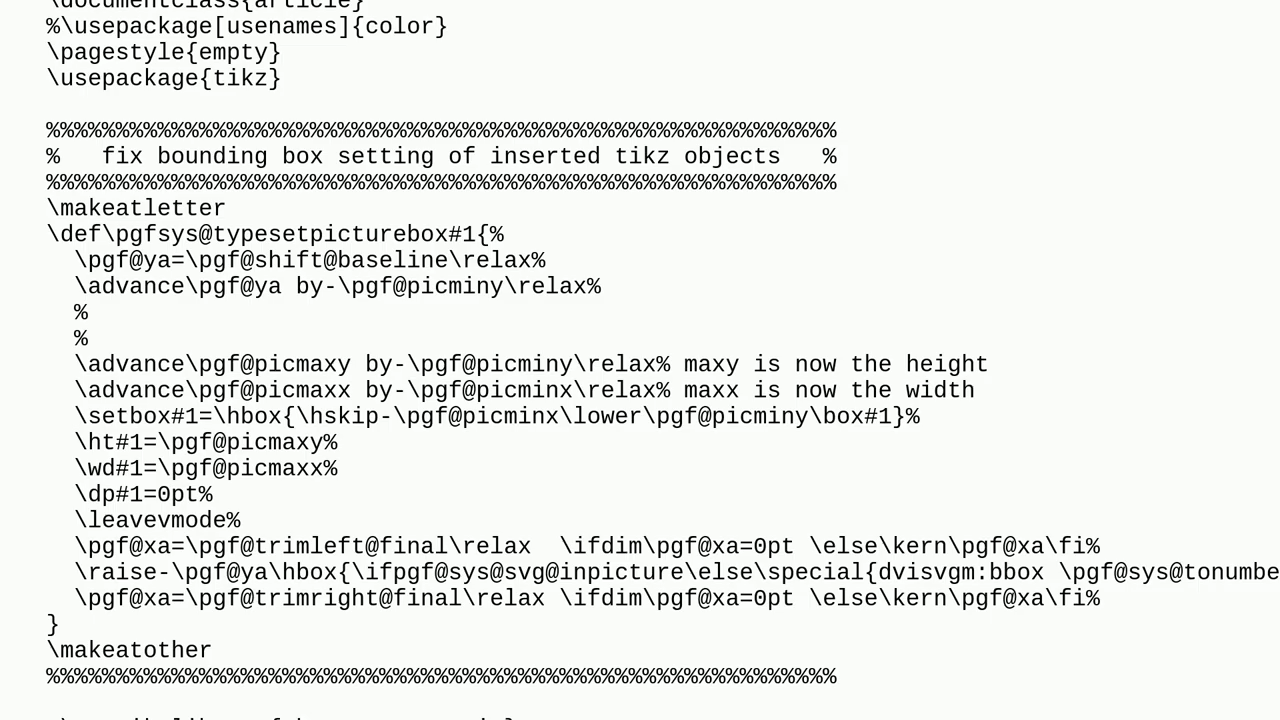 \documentclass{article}
%\usepackage[usenames]{color}
\pagestyle{empty}
\usepackage{tikz}
%%%%%%%%%%%%%%%%%%%%%%%%%%%%%%%%%%%%%%%%%%%%%%%%%%%%%%%%%
%   fix bounding box setting of inserted tikz objects   %
%%%%%%%%%%%%%%%%%%%%%%%%%%%%%%%%%%%%%%%%%%%%%%%%%%%%%%%%%
\makeatletter
\def\pgfsys@typesetpicturebox#1{%
  \pgf@ya=\pgf@shift@baseline\relax%
  \advance\pgf@ya by-\pgf@picminy\relax%
  %
  %
  \advance\pgf@picmaxy by-\pgf@picminy\relax% maxy is now the height
  \advance\pgf@picmaxx by-\pgf@picminx\relax% maxx is now the width
  \setbox#1=\hbox{\hskip-\pgf@picminx\lower\pgf@picminy\box#1}%
  \ht#1=\pgf@picmaxy%
  \wd#1=\pgf@picmaxx%
  \dp#1=0pt%
  \leavevmode%
  \pgf@xa=\pgf@trimleft@final\relax  \ifdim\pgf@xa=0pt \else\kern\pgf@xa\fi%
  \raise-\pgf@ya\hbox{\ifpgf@sys@svg@inpicture\else\special{dvisvgm:bbox \pgf@sys@tonumbe
  \pgf@xa=\pgf@trimright@final\relax \ifdim\pgf@xa=0pt \else\kern\pgf@xa\fi%
}
\makeatother
%%%%%%%%%%%%%%%%%%%%%%%%%%%%%%%%%%%%%%%%%%%%%%%%%%%%%%%%%